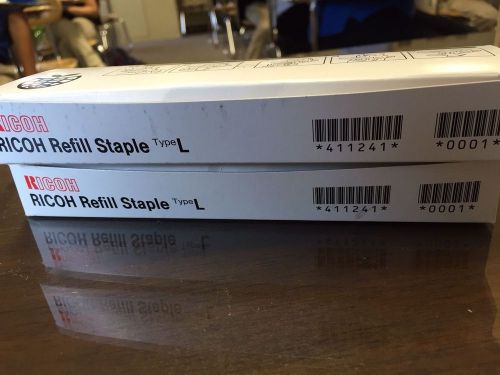 RICOH
RICOH Refill Staple Type L
*411241*
*0001*
RICOH
RICOH Refill Staple Type L
*411241*
*0001*